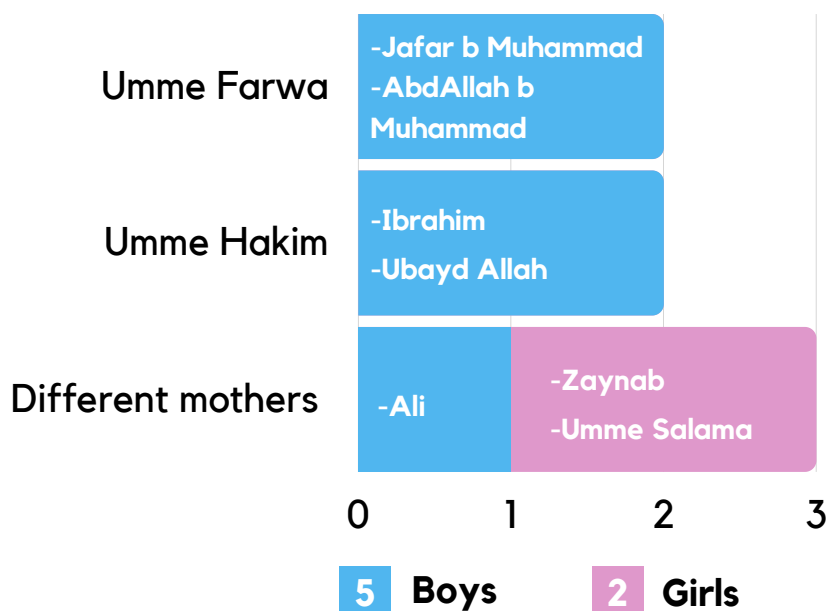 Umme Farwa
-Jafar b Muhammad
-AbdAllah b
Muhammad
Umme Hakim
-Ibrahim
-Ubayd Allah
Different mothers
-Ali
-Zaynab
-Umme Salama
0 1 2 3
5 Boys 2 Girls